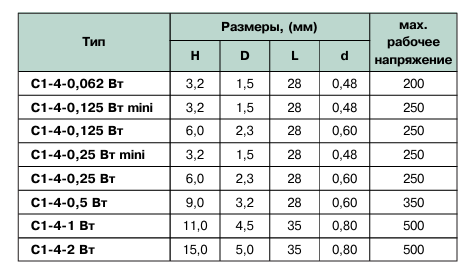 Тип Размеры, (мм) мах. рабочее напряжение
H D L d
С1-4-0,062 Вт 3,2 1,5 28 0,48 200
С1-4-0,125 Вт mini 3,2 1,5 28 0,48 250
С1-4-0,125 Вт 6,0 2,3 28 0,60 250
С1-4-0,25 Вт mini 3,2 1,5 28 0,48 250
С1-4-0,25 Вт 6,0 2,3 28 0,60 250
С1-4-0,5 Вт 9,0 3,2 28 0,60 350
С1-4-1 Вт 11,0 4,5 35 0,80 500
С1-4-2 Вт 15,0 5,0 35 0,80 500